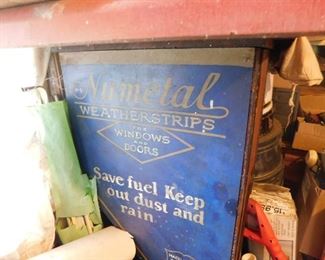 Numetal
WEATHERSTRIPS
FOR
WINDOWS
AND
DOORS
Save fuel Keep
out dust and
rain